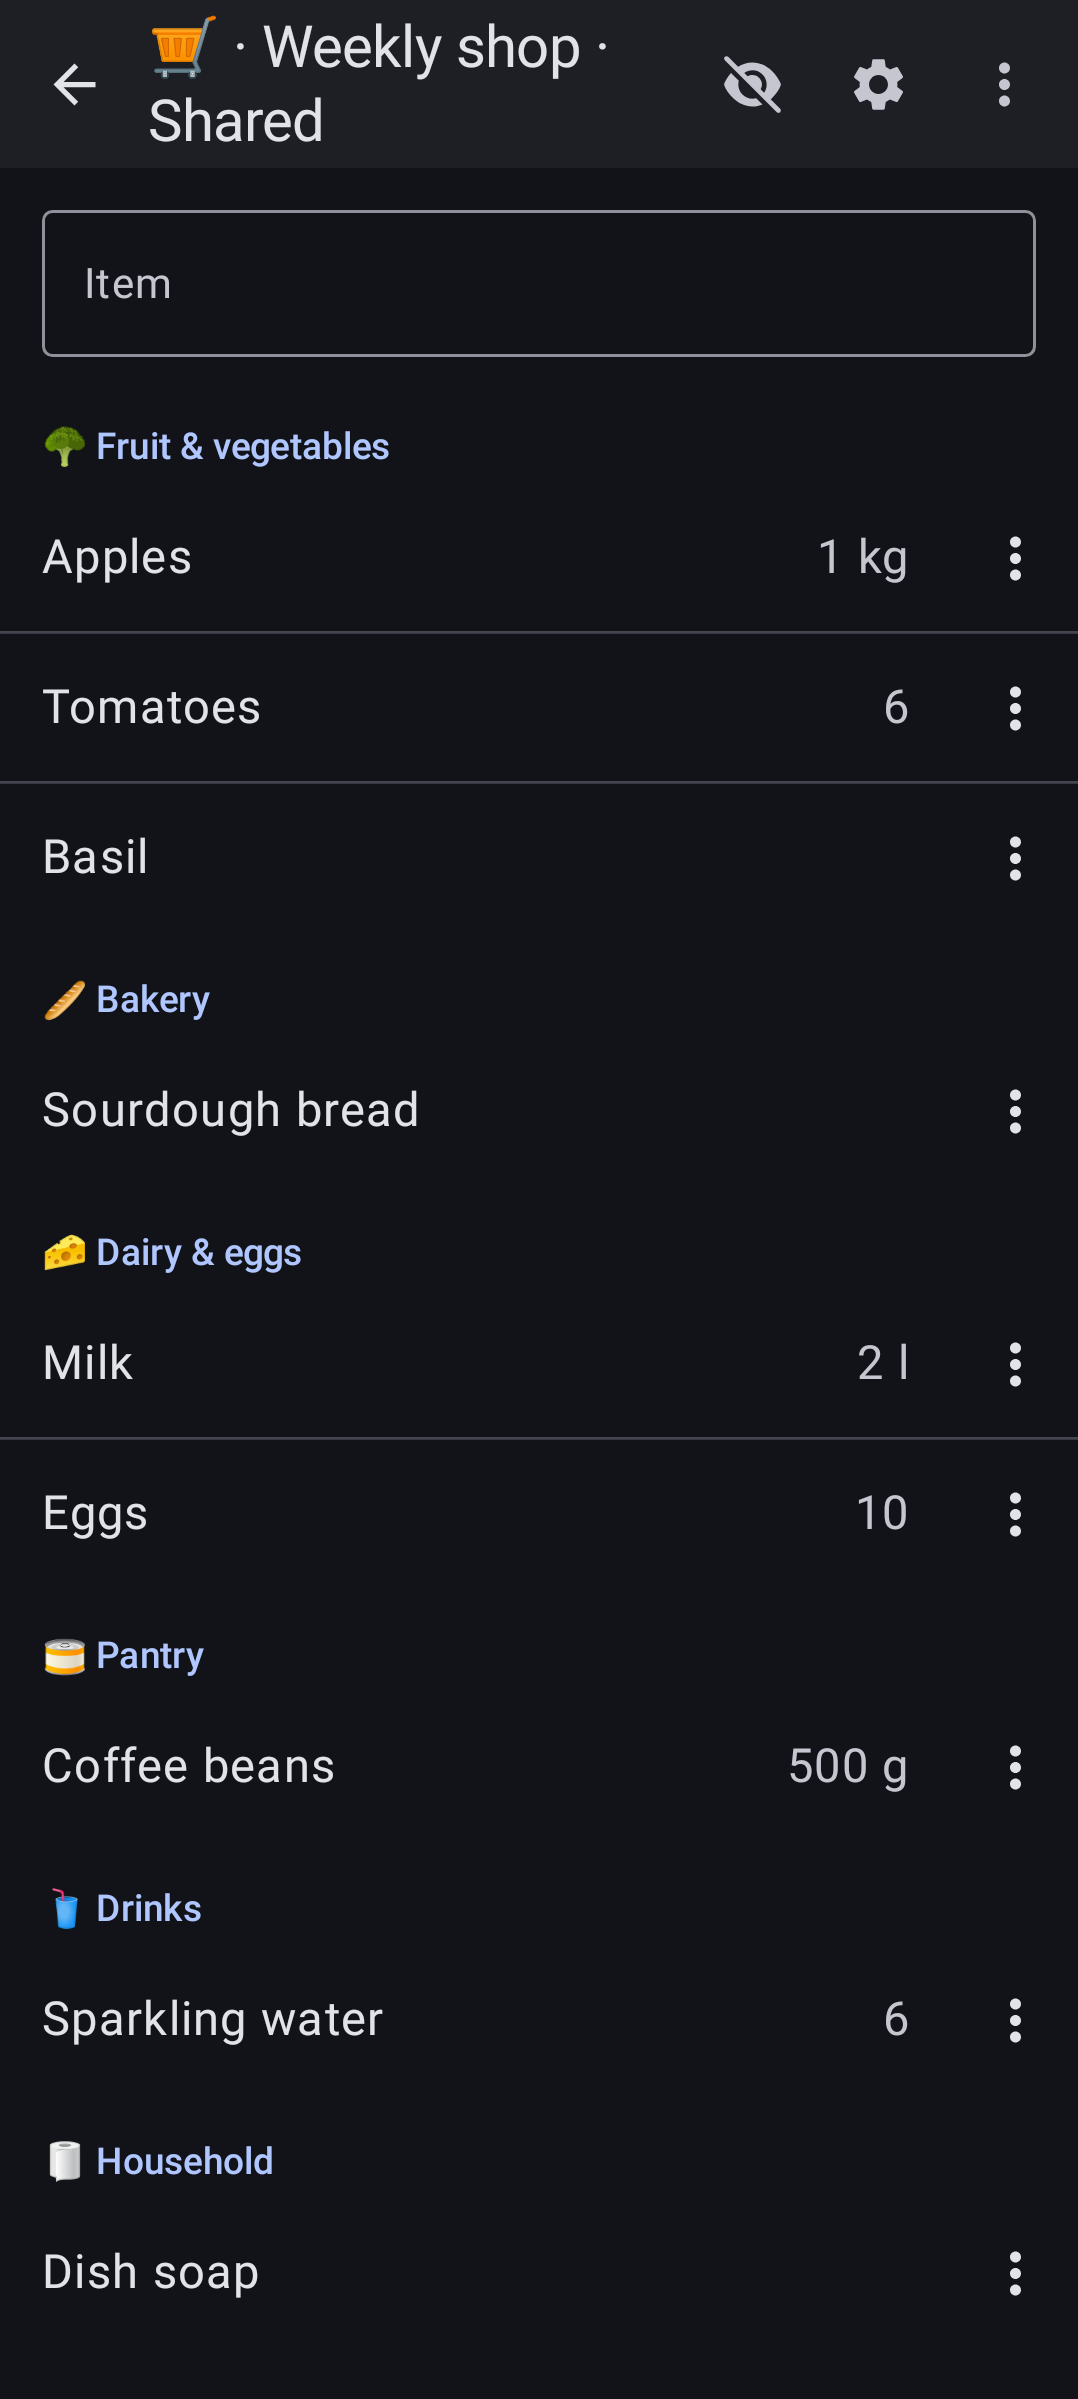 🛒 · Weekly shop ·
Shared
Item
🥦 Fruit & vegetables
Apples 1 kg
Tomatoes 6
Basil
🥖 Bakery
Sourdough bread
🧀 Dairy & eggs
Milk 2 l
Eggs 10
🥫 Pantry
Coffee beans 500 g
🥤 Drinks
Sparkling water 6
🧻 Household
Dish soap